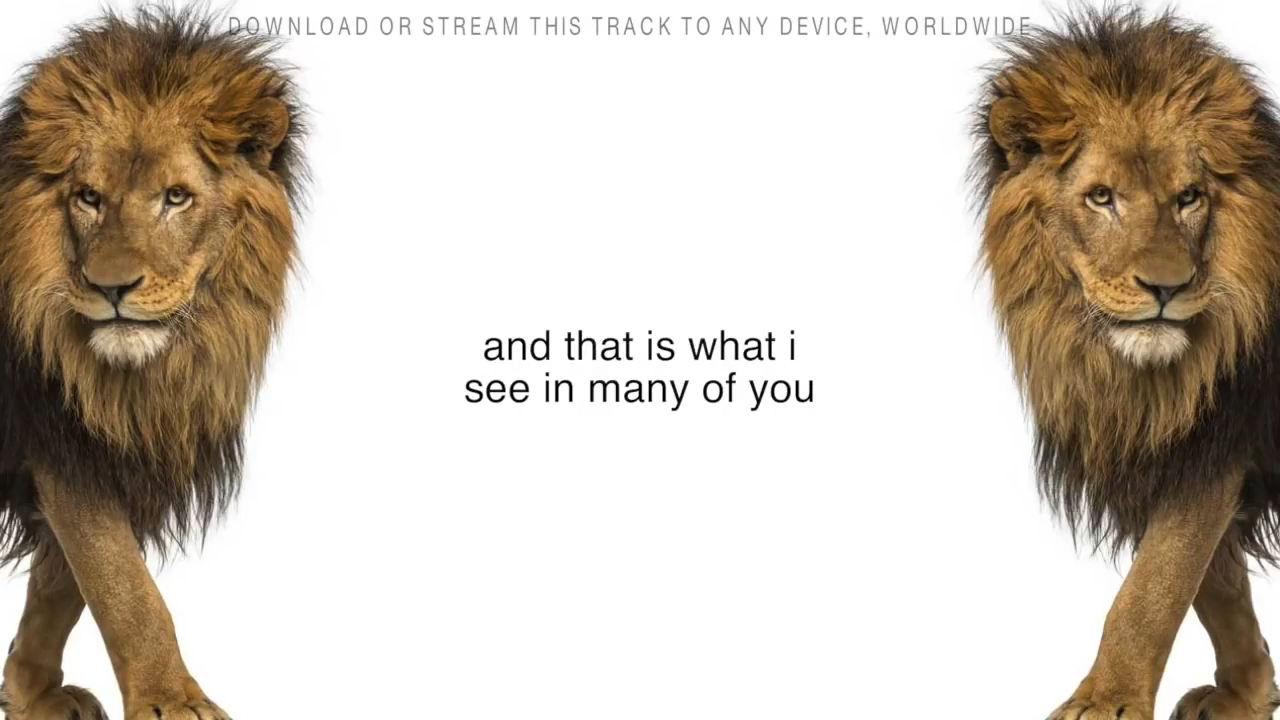 DOWNLOAD OR STREAM THIS TRACK TO ANY DEVICE, WORLDWIDE
and that is what i
see in many of you